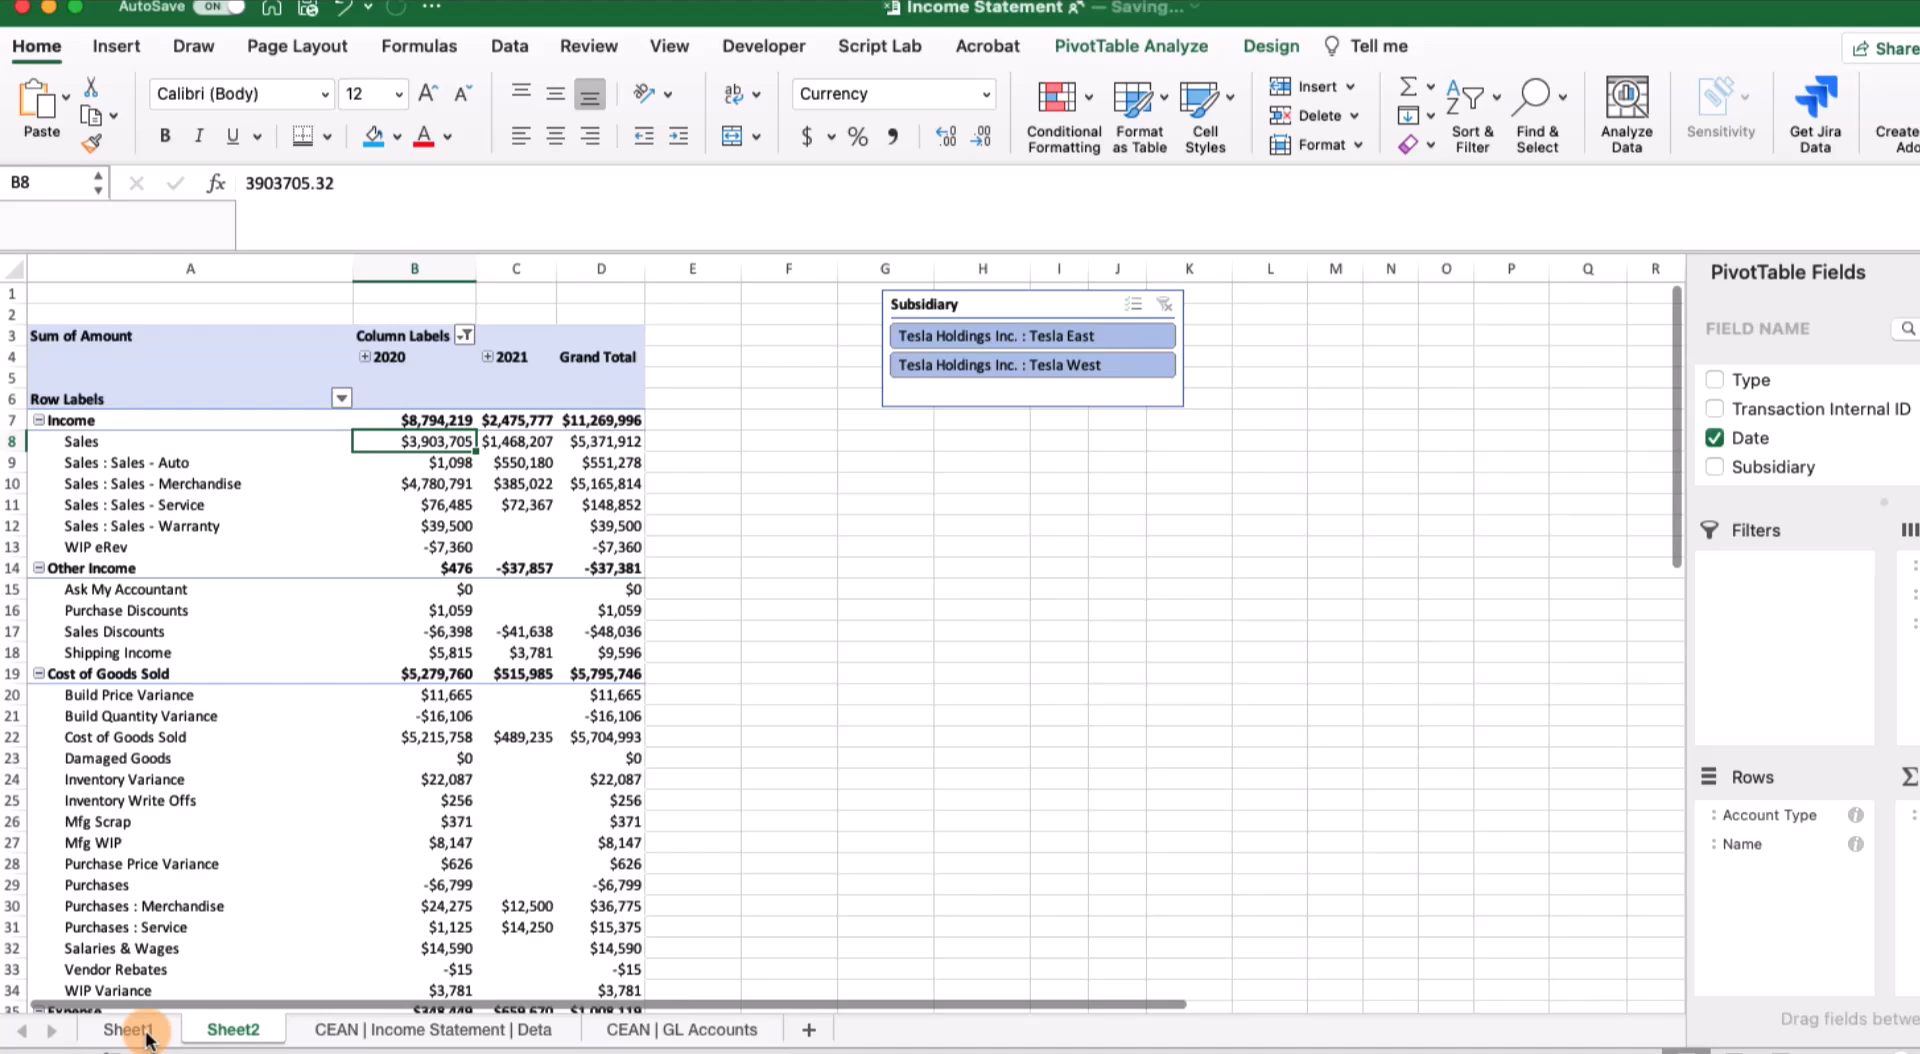 AutoSave ON ... Income Statement — Saving...
Home Insert Draw Page Layout Formulas Data Review View Developer Script Lab Acrobat PivotTable Analyze Design Tell me Share
Paste Calibri (Body) 12 A^ A B I U A ab $ % , Currency
Conditional Formatting Format as Table Cell Styles Insert Delete Format Sort & Filter Find & Select Analyze Data Sensitivity Get Jira Data Create
B8 fx 3903705.32
A B C D E F G H I J K L M N O P Q R
1
2
3 Sum of Amount Column Labels
4 2020 2021 Grand Total
5
6 Row Labels
7 Income $8,794,219 $2,475,777 $11,269,996
8 Sales $3,903,705 $1,468,207 $5,371,912
9 Sales : Sales - Auto $1,098 $550,180 $551,278
10 Sales : Sales - Merchandise $4,780,791 $385,022 $5,165,814
11 Sales : Sales - Service $76,485 $72,367 $148,852
12 Sales : Sales - Warranty $39,500 $39,500
13 WIP eRev -$7,360 -$7,360
14 Other Income $476 -$37,857 -$37,381
15 Ask My Accountant $0 $0
16 Purchase Discounts $1,059 $1,059
17 Sales Discounts -$6,398 -$41,638 -$48,036
18 Shipping Income $5,815 $3,781 $9,596
19 Cost of Goods Sold $5,279,760 $515,985 $5,795,746
20 Build Price Variance $11,665 $11,665
21 Build Quantity Variance -$16,106 -$16,106
22 Cost of Goods Sold $5,215,758 $489,235 $5,704,993
23 Damaged Goods $0 $0
24 Inventory Variance $22,087 $22,087
25 Inventory Write Offs $256 $256
26 Mfg Scrap $371 $371
27 Mfg WIP $8,147 $8,147
28 Purchase Price Variance $626 $626
29 Purchases -$6,799 -$6,799
30 Purchases : Merchandise $24,275 $12,500 $36,775
31 Purchases : Service $1,125 $14,250 $15,375
32 Salaries & Wages $14,590 $14,590
33 Vendor Rebates -$15 -$15
34 WIP Variance $3,781 $3,781
35 Expense $348,449 $659,670 $1,008,119
Subsidiary
Tesla Holdings Inc. : Tesla East
Tesla Holdings Inc. : Tesla West
PivotTable Fields
FIELD NAME
Type
Transaction Internal ID
Date
Subsidiary
Filters
Rows Σ
: Account Type
: Name
Drag fields betwe
Sheet1 Sheet2 CEAN | Income Statement | Deta CEAN | GL Accounts +